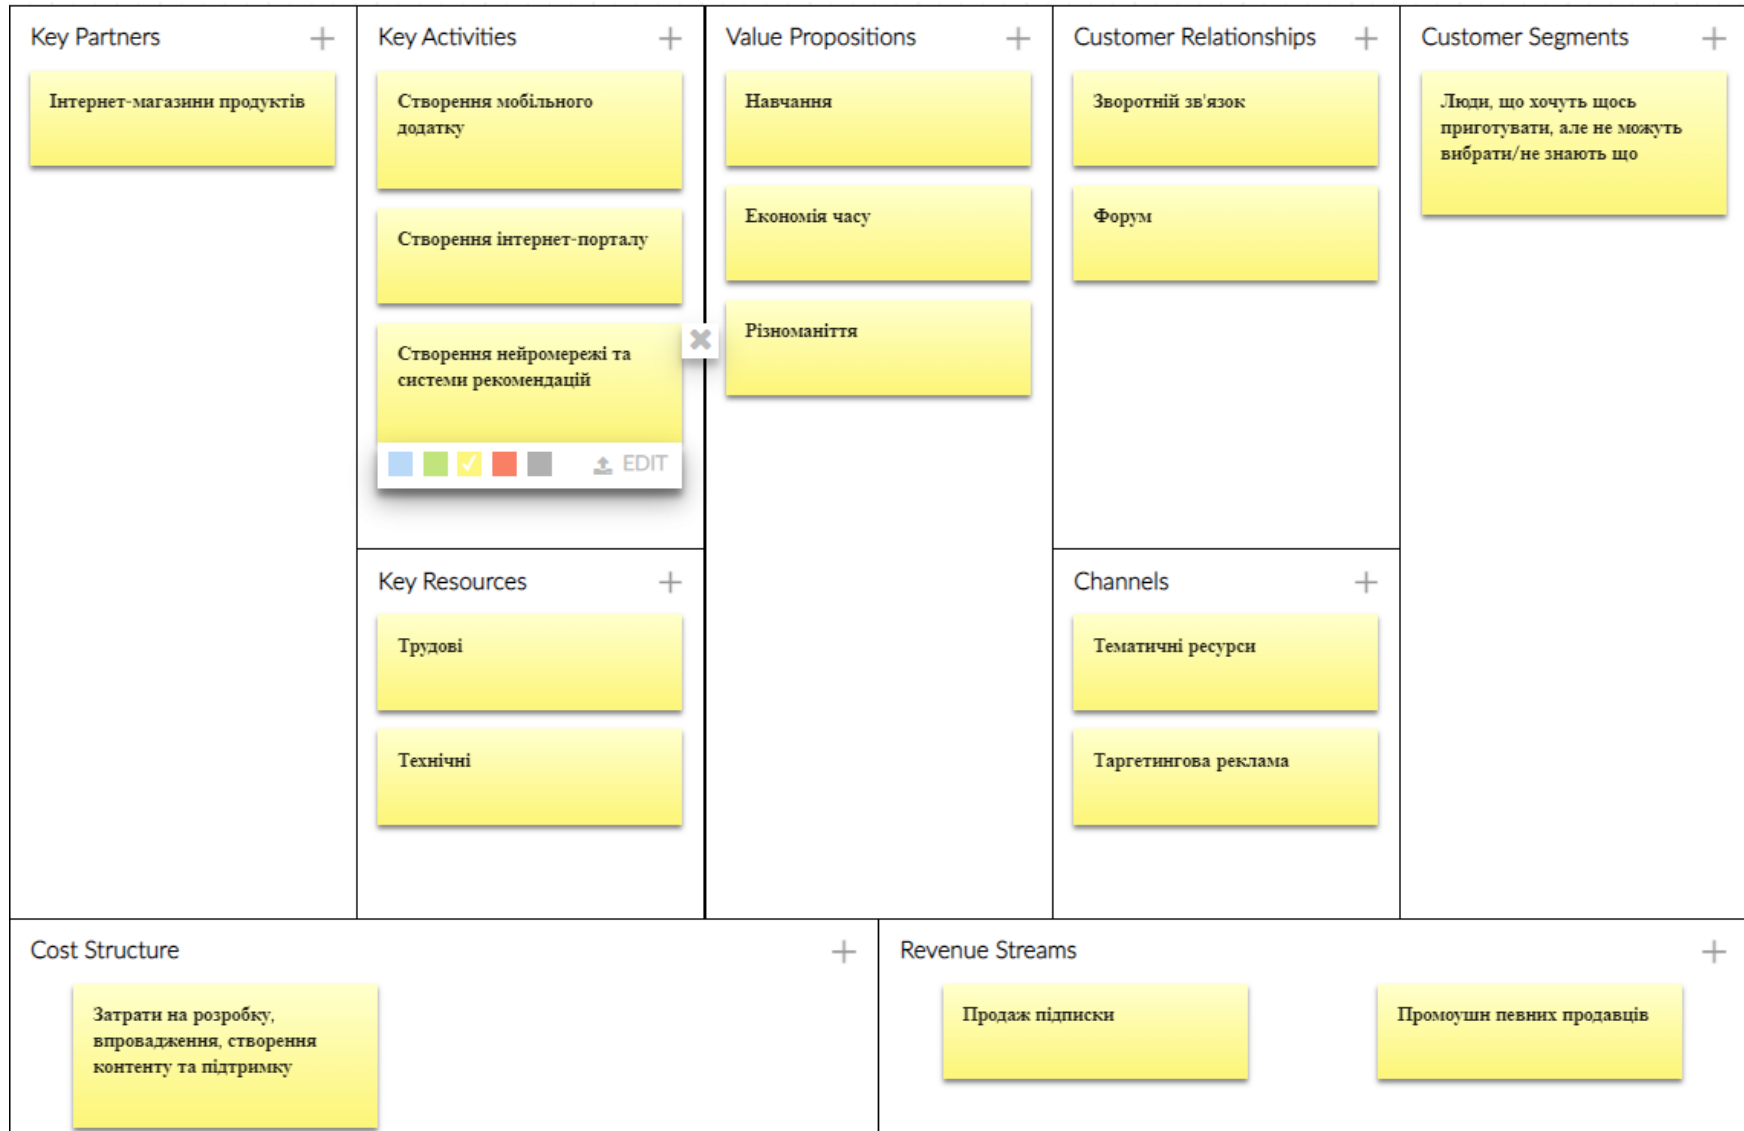 Key Partners
Інтернет-магазини продуктів
Key Activities
Створення мобільного
додатку
Створення інтернет-порталу
Створення нейромережі та
системи рекомендацій
EDIT
Key Resources
Трудові
Технічні
Value Propositions
Навчання
Економія часу
Різноманіття
Customer Relationships
Зворотній зв'язок
Форум
Channels
Тематичні ресурси
Таргетингова реклама
Customer Segments
Люди, що хочуть щось
приготувати, але не можуть
вибрати/не знають що
Cost Structure
Затрати на розробку,
впровадження, створення
контенту та підтримку
Revenue Streams
Продаж підписки
Промоушн певних продавців